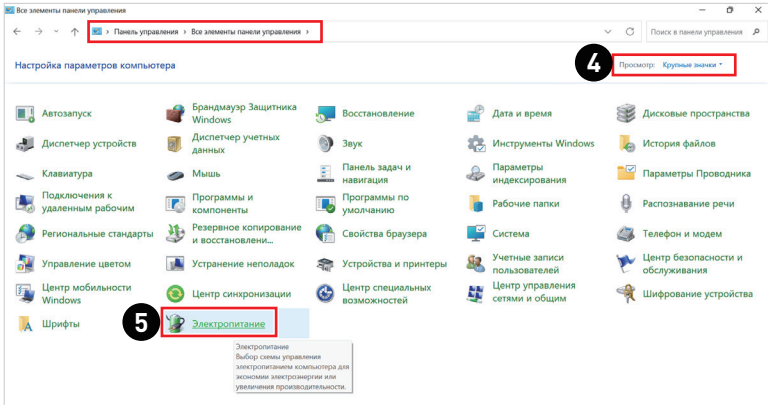 Все элементы панели управления
Панель управления › Все элементы панели управления ›
Поиск в панели управления
Настройка параметров компьютера
4
Просмотр: Крупные значки
Автозапуск
Брандмауэр Защитника
Windows
Восстановление
Дата и время
Дисковые пространства
Диспетчер устройств
Диспетчер учетных
данных
Звук
Инструменты Windows
История файлов
Клавиатура
Мышь
Панель задач и
навигация
Параметры
индексирования
Параметры Проводника
Подключения к
удаленным рабочим
Программы и
компоненты
Программы по
умолчанию
Рабочие папки
Распознавание речи
Региональные стандарты
Резервное копирование
и восстановлени...
Свойства браузера
Система
Телефон и модем
Управление цветом
Устранение неполадок
Устройства и принтеры
Учетные записи
пользователей
Центр безопасности и
обслуживания
Центр мобильности
Windows
Центр синхронизации
Центр специальных
возможностей
Центр управления
сетями и общим
Шифрование устройства
Шрифты
5
Электропитание
Электропитание
Выбор схемы управления
электропитанием компьютера для
экономии электроэнергии или
увеличения производительности.